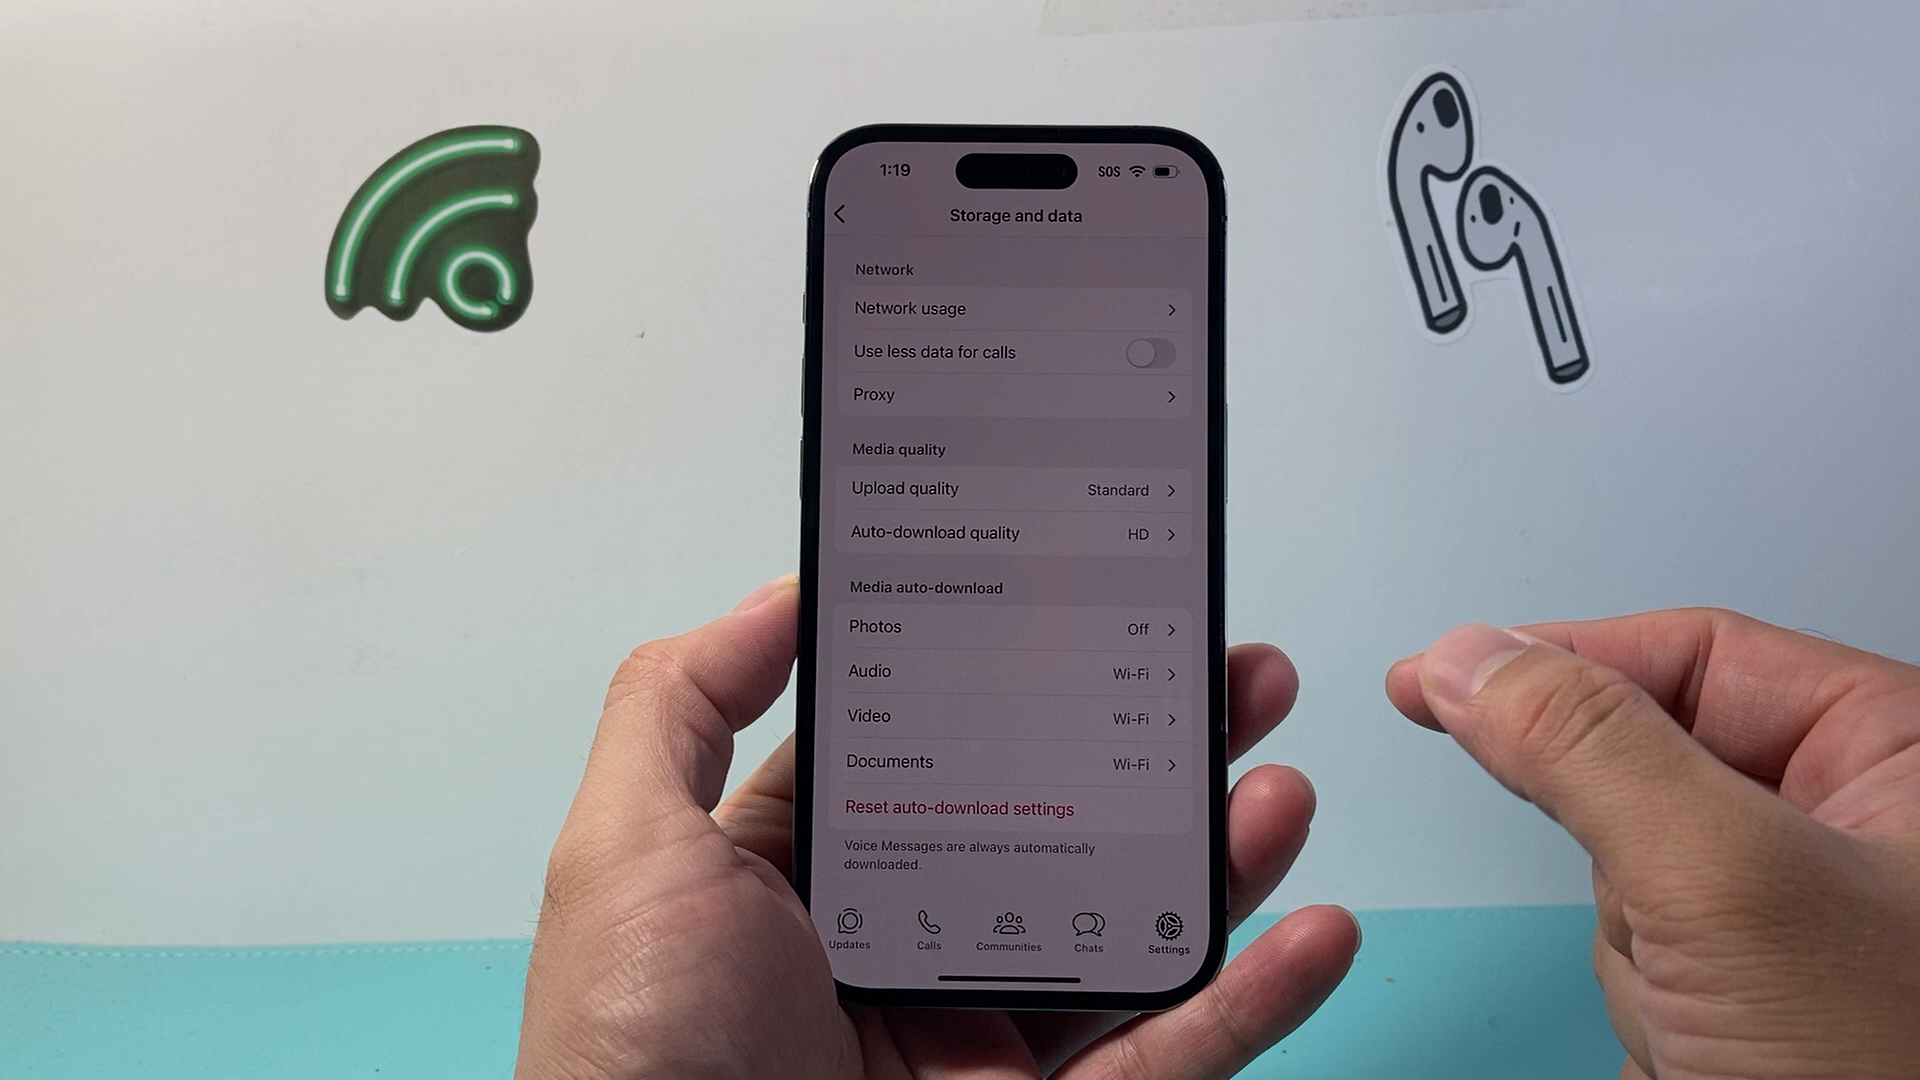 1:19
SOS
Storage and data
Network
Network usage
Use less data for calls
Proxy
Media quality
Upload quality Standard
Auto-download quality HD
Media auto-download
Photos Off
Audio Wi-Fi
Video Wi-Fi
Documents Wi-Fi
Reset auto-download settings
Voice Messages are always automatically
downloaded.
Updates Calls Communities Chats Settings